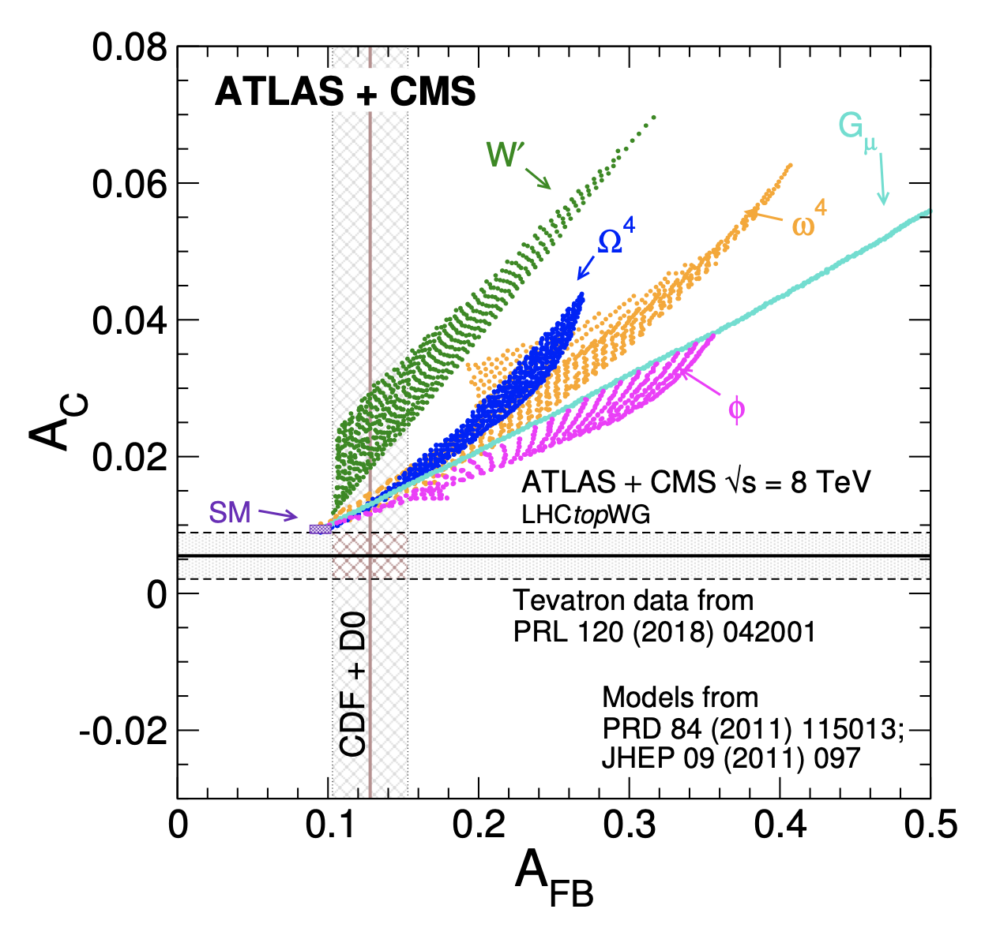 0.08
ATLAS + CMS
W′
Gμ
0.06
ω4
Ω4
0.04
AC
ϕ
0.02
ATLAS + CMS √s = 8 TeV
LHCtopWG
SM
0
Tevatron data from
PRL 120 (2018) 042001
CDF + D0
Models from
PRD 84 (2011) 115013;
JHEP 09 (2011) 097
-0.02
0 0.1 0.2 0.3 0.4 0.5
AFB